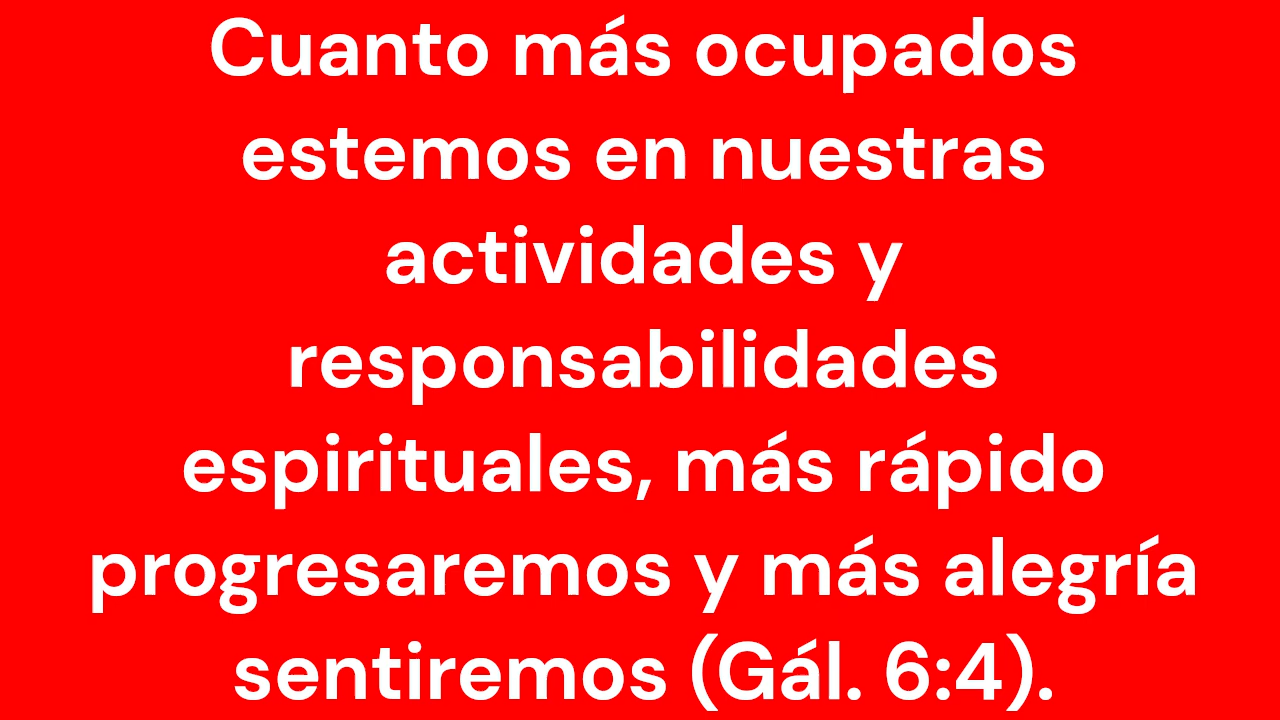 Cuanto más ocupados
estemos en nuestras
actividades y
responsabilidades
espirituales, más rápido
progresaremos y más alegría
sentiremos (Gál. 6:4).